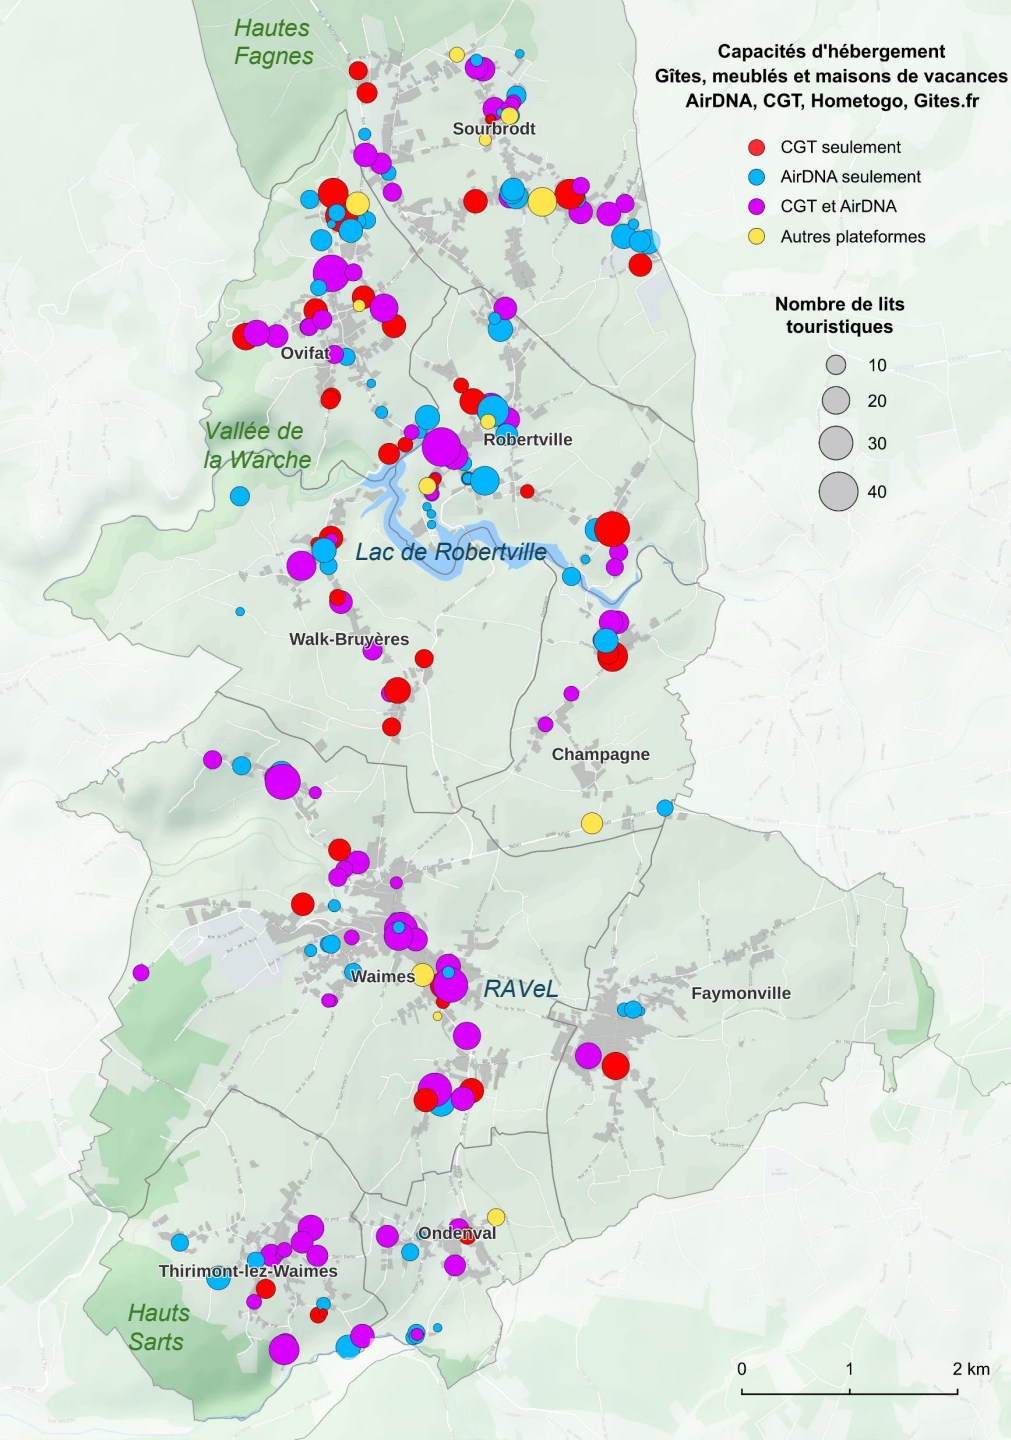 Hautes
Fagnes
Capacités d'hébergement
Gîtes, meublés et maisons de vacances
AirDNA, CGT, Hometogo, Gites.fr
Sourbrodt
CGT seulement
AirDNA seulement
CGT et AirDNA
Autres plateformes
Nombre de lits
touristiques
10
20
30
40
Ovifat
Vallée de
la Warche
Robertville
Lac de Robertville
Walk-Bruyères
Champagne
Waimes
RAVeL
Faymonville
Ondenval
Thirimont-lez-Waimes
Hauts
Sarts
0 1 2 km